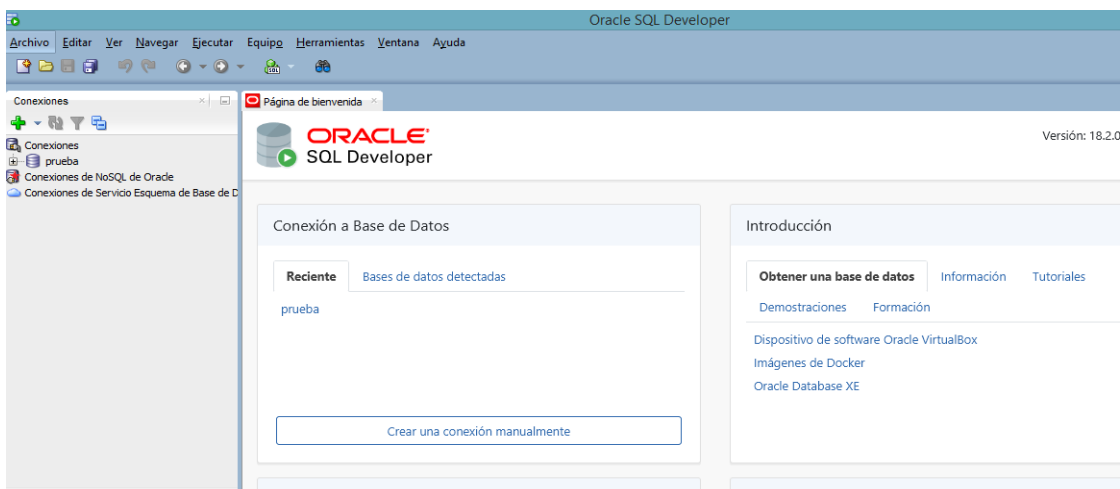 Oracle SQL Developer
Archivo Editar Ver Navegar Ejecutar Equipo Herramientas Ventana Ayuda
SQL
Conexiones
Página de bienvenida
Conexiones
prueba
Conexiones de NoSQL de Oracle
Conexiones de Servicio Esquema de Base de D
ORACLE
SQL Developer
Versión: 18.2.0
Conexión a Base de Datos
Reciente Bases de datos detectadas
prueba
Crear una conexión manualmente
Introducción
Obtener una base de datos Información Tutoriales
Demostraciones Formación
Dispositivo de software Oracle VirtualBox
Imágenes de Docker
Oracle Database XE